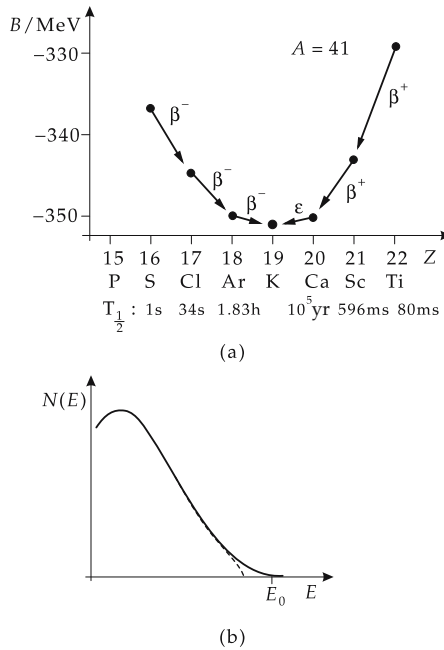 B/MeV
A = 41
−330
β⁺
β⁻
−340
β⁻
β⁻
ε
β⁺
−350
15 16 17 18 19 20 21 22 Z
P S Cl Ar K Ca Sc Ti
T½ : 1s 34s 1.83h 10⁵yr 596ms 80ms
(a)
N(E)
E₀ E
(b)